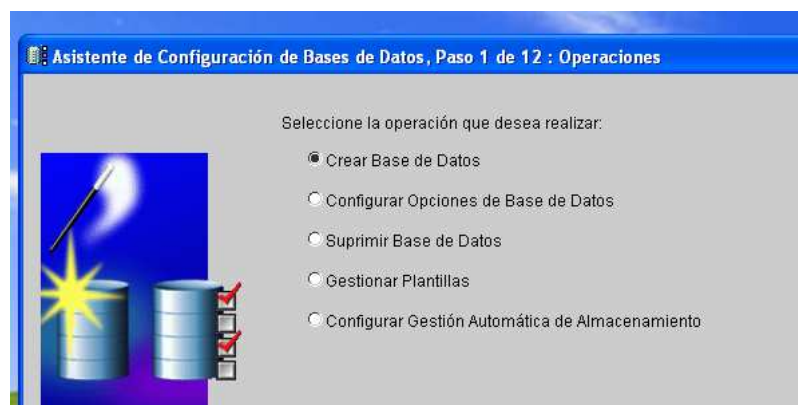 Asistente de Configuración de Bases de Datos, Paso 1 de 12 : Operaciones
Seleccione la operación que desea realizar:
Crear Base de Datos
Configurar Opciones de Base de Datos
Suprimir Base de Datos
Gestionar Plantillas
Configurar Gestión Automática de Almacenamiento